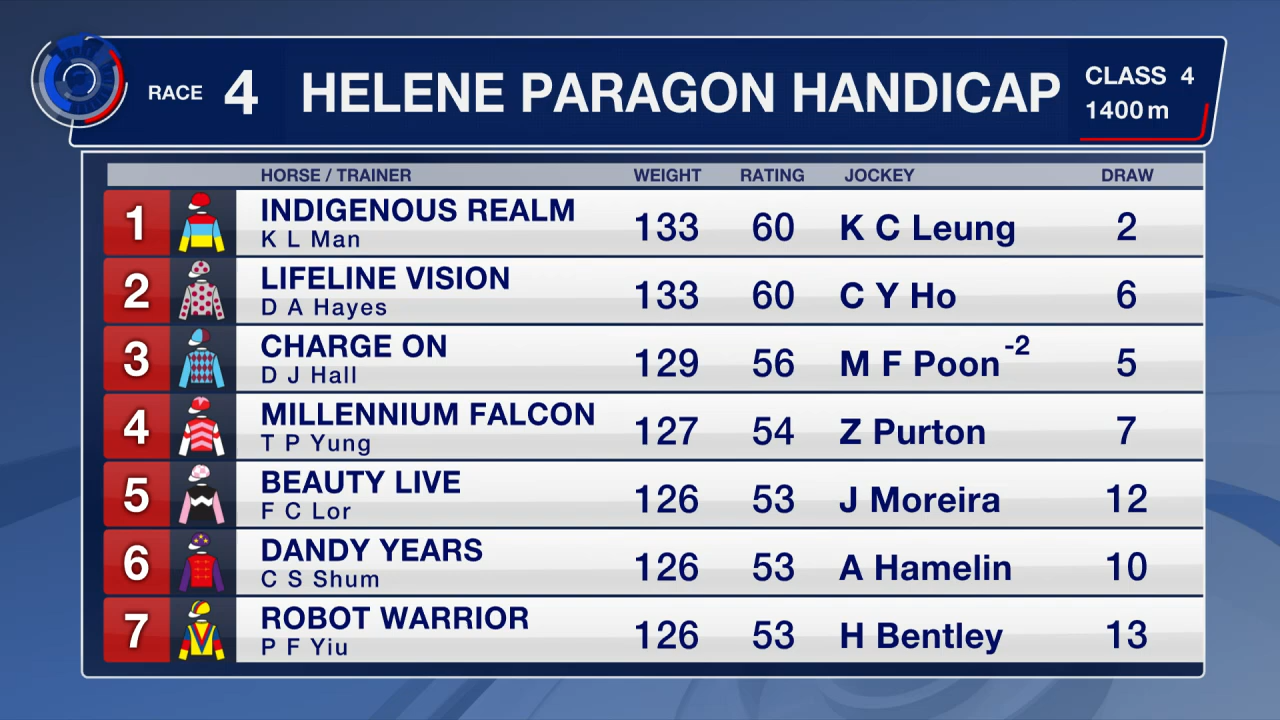 RACE 4 HELENE PARAGON HANDICAP CLASS 4
1400 m
HORSE / TRAINER WEIGHT RATING JOCKEY DRAW
1 INDIGENOUS REALM 133 60 K C Leung 2
K L Man
2 LIFELINE VISION 133 60 C Y Ho 6
D A Hayes
3 CHARGE ON 129 56 M F Poon -2 5
D J Hall
4 MILLENNIUM FALCON 127 54 Z Purton 7
T P Yung
5 BEAUTY LIVE 126 53 J Moreira 12
F C Lor
6 DANDY YEARS 126 53 A Hamelin 10
C S Shum
7 ROBOT WARRIOR 126 53 H Bentley 13
P F Yiu